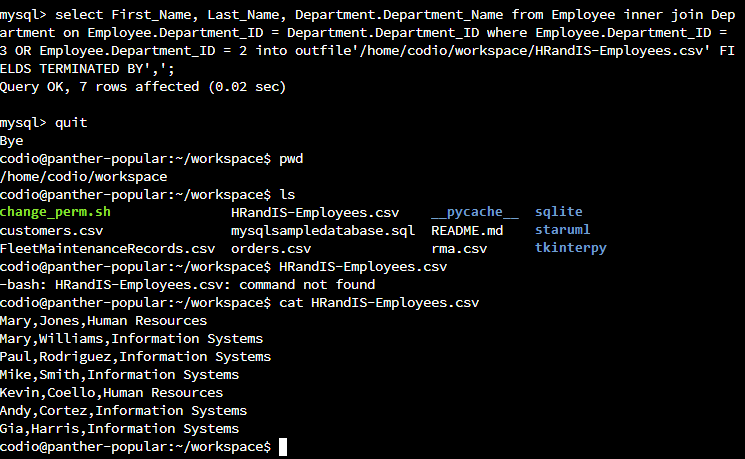 mysql> select First_Name, Last_Name, Department.Department_Name from Employee inner join Dep
artment on Employee.Department_ID = Department.Department_ID where Employee.Department_ID =
3 OR Employee.Department_ID = 2 into outfile'/home/codio/workspace/HRandIS-Employees.csv' FI
ELDS TERMINATED BY',';
Query OK, 7 rows affected (0.02 sec)
mysql> quit
Bye
codio@panther-popular:~/workspace$ pwd
/home/codio/workspace
codio@panther-popular:~/workspace$ ls
change_perm.sh HRandIS-Employees.csv __pycache__ sqlite
customers.csv mysqlsampledatabase.sql README.md staruml
FleetMaintenanceRecords.csv orders.csv rma.csv tkinterpy
codio@panther-popular:~/workspace$ HRandIS-Employees.csv
-bash: HRandIS-Employees.csv: command not found
codio@panther-popular:~/workspace$ cat HRandIS-Employees.csv
Mary,Jones,Human Resources
Mary,Williams,Information Systems
Paul,Rodriguez,Information Systems
Mike,Smith,Information Systems
Kevin,Coello,Human Resources
Andy,Cortez,Information Systems
Gia,Harris,Information Systems
codio@panther-popular:~/workspace$